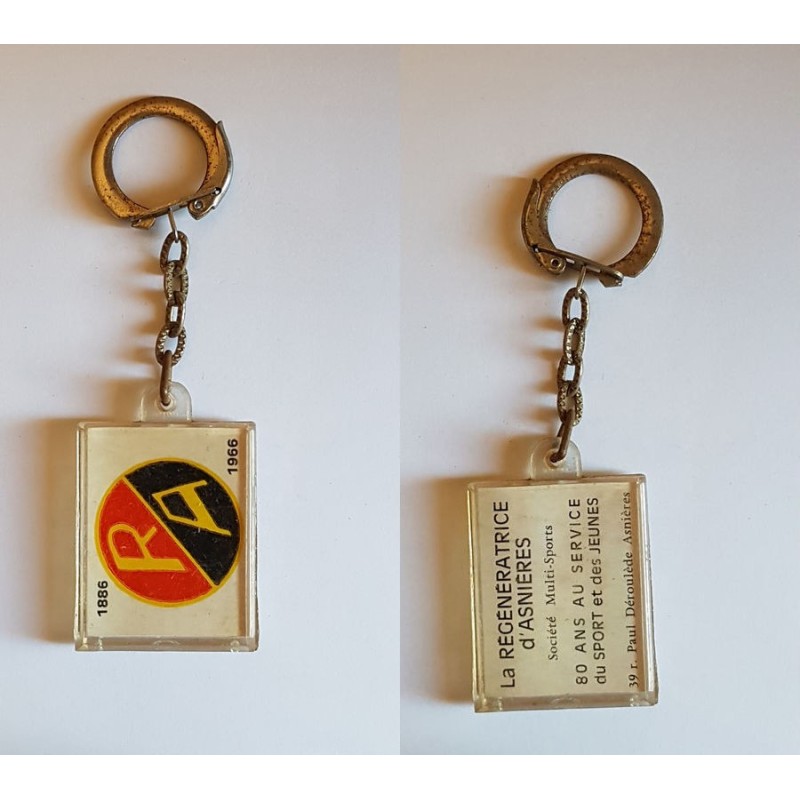 1886
RA
1966
La RÉGÉNÉRATRICE
d'ASNIÈRES
Société Multi-Sports
80 ANS AU SERVICE
du SPORT et des JEUNES
39 r. Paul Déroulède Asnières